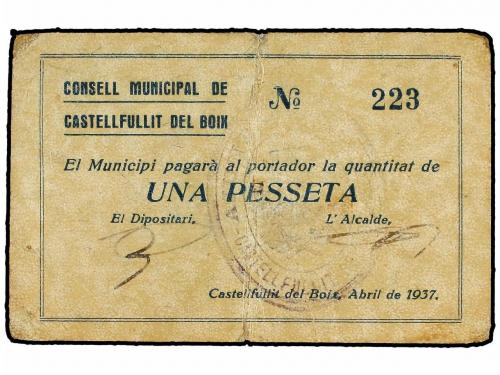 CONSELL MUNICIPAL DE
CASTELLFULLIT DEL BOIX
No 223
El Municipi pagarà al portador la quantitat de
UNA PESSETA
El Dipositari, L'Alcalde,
Castellfullit del Boix, Abril de 1937.